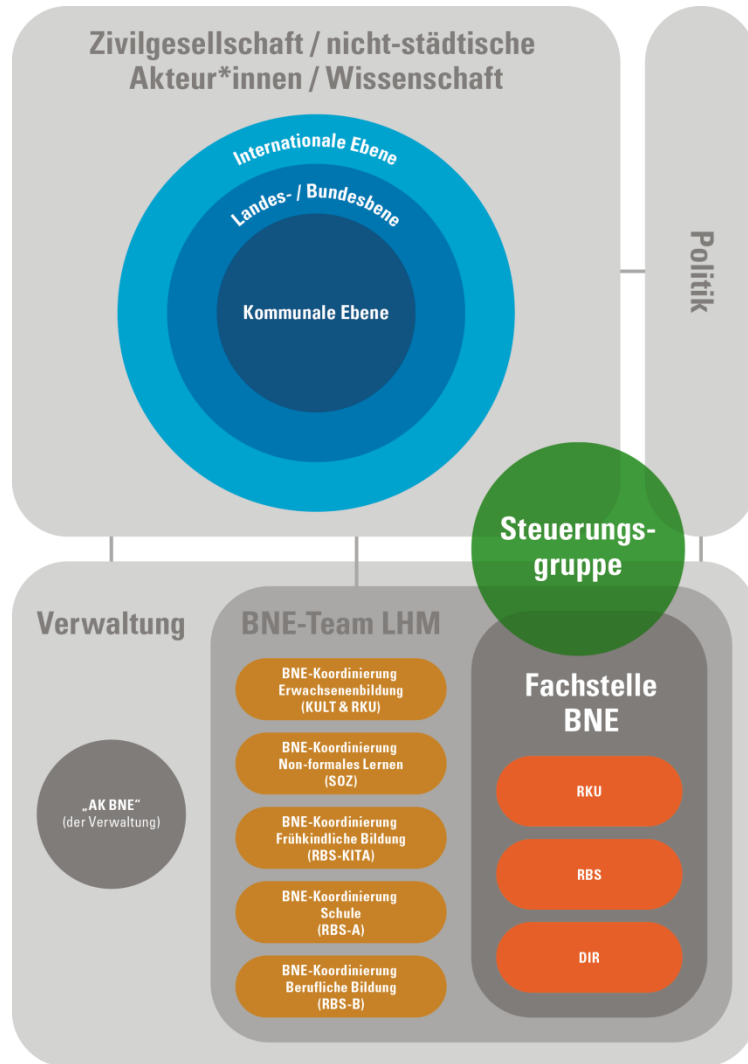 Zivilgesellschaft / nicht-städtische
Akteur*innen / Wissenschaft
Internationale Ebene
Landes- / Bundesbene
Kommunale Ebene
Politik
Steuerungs-
gruppe
Verwaltung
„AK BNE“
(der Verwaltung)
BNE-Team LHM
BNE-Koordinierung
Erwachsenenbildung
(KULT & RKU)
BNE-Koordinierung
Non-formales Lernen
(SOZ)
BNE-Koordinierung
Frühkindliche Bildung
(RBS-KITA)
BNE-Koordinierung
Schule
(RBS-A)
BNE-Koordinierung
Berufliche Bildung
(RBS-B)
Fachstelle
BNE
RKU
RBS
DIR